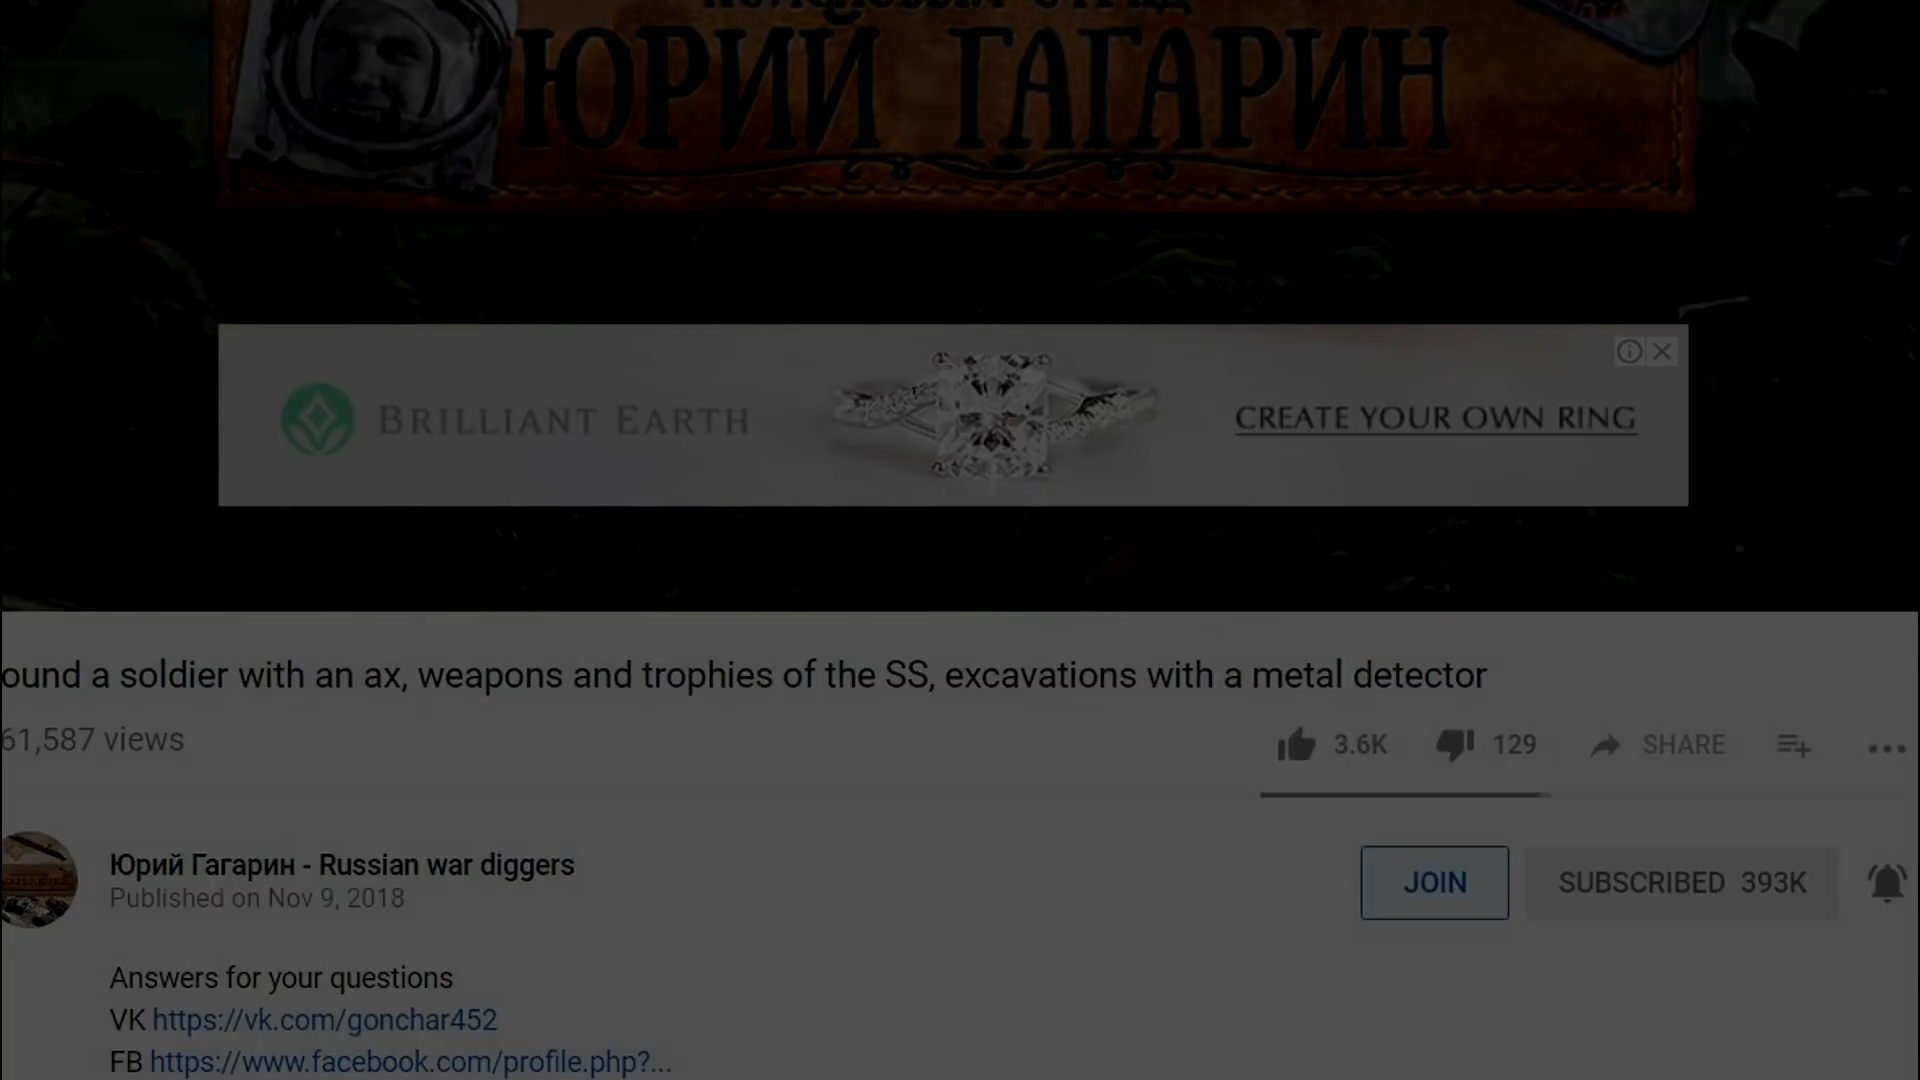 ЮРИЙ ГАГАРИН
BRILLIANT EARTH
CREATE YOUR OWN RING
ound a soldier with an ax, weapons and trophies of the SS, excavations with a metal detector
61,587 views
3.6K
129
SHARE
Юрий Гагарин - Russian war diggers
Published on Nov 9, 2018
JOIN
SUBSCRIBED 393K
Answers for your questions
VK https://vk.com/gonchar452
FB https://www.facebook.com/profile.php?...